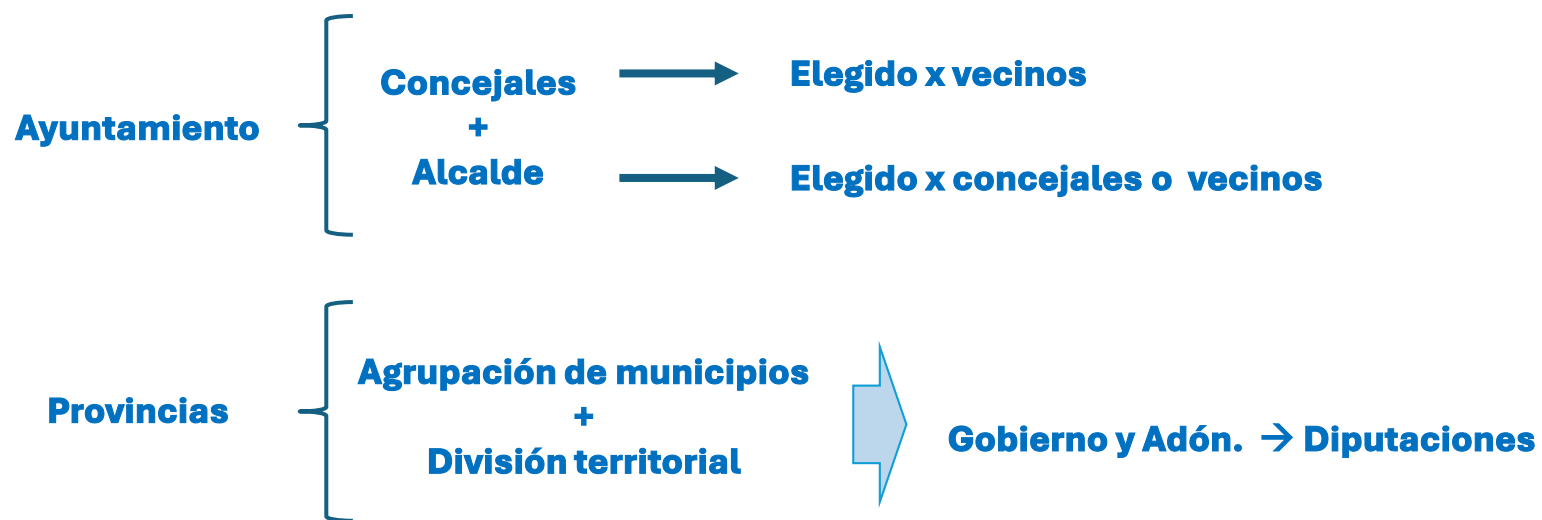 Ayuntamiento
Concejales
+
Alcalde
Elegido x vecinos
Elegido x concejales o vecinos
Provincias
Agrupación de municipios
+
División territorial
Gobierno y Adón. → Diputaciones